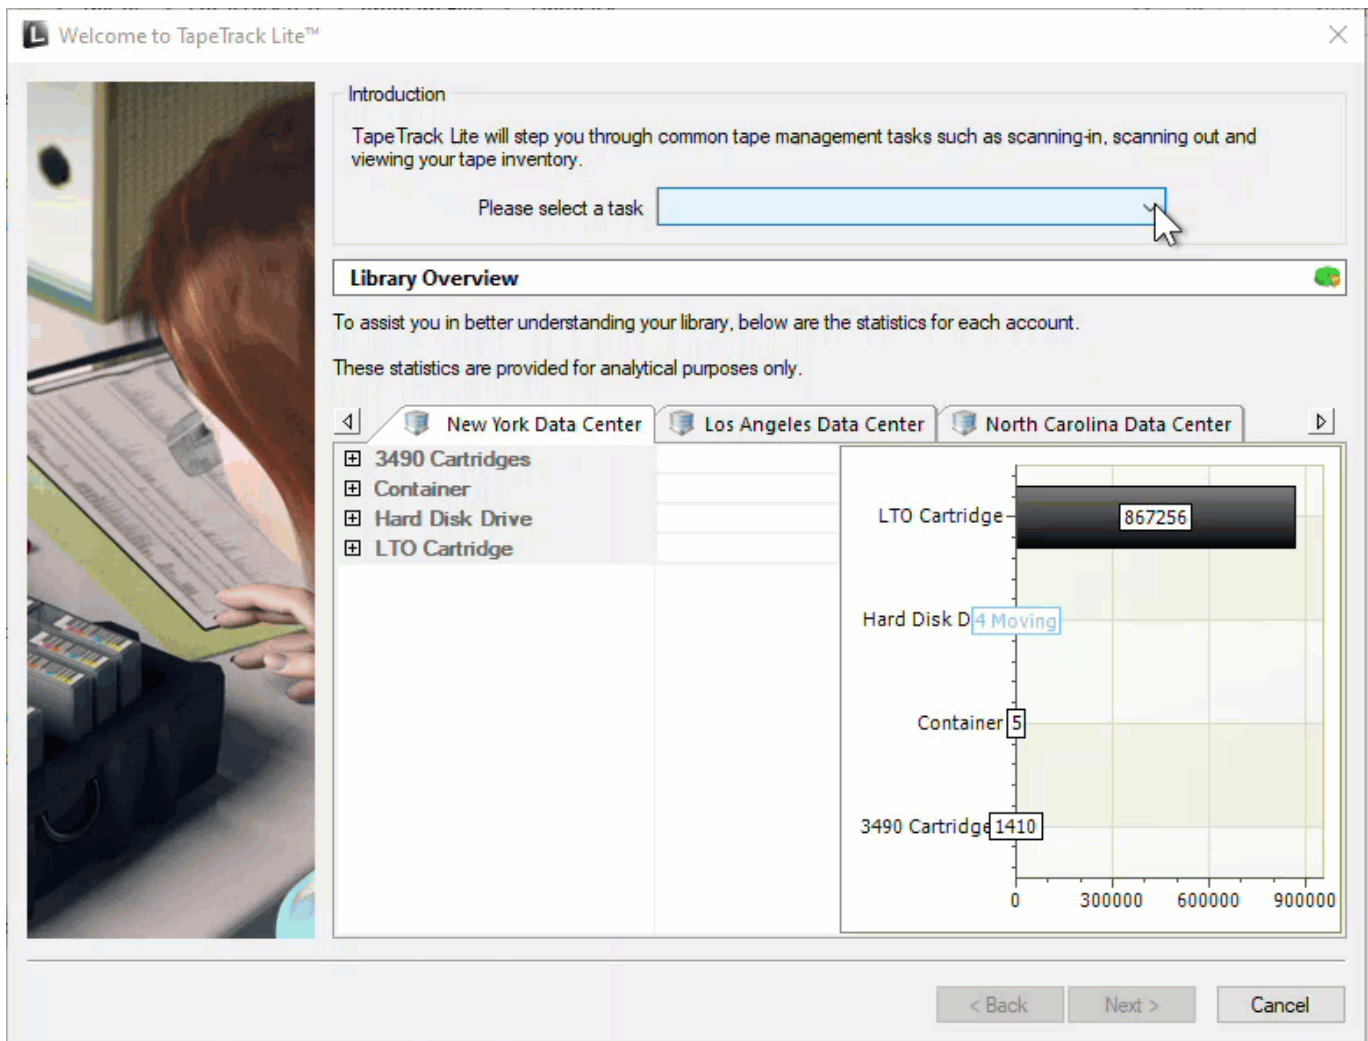 Welcome to TapeTrack Lite™
Introduction
TapeTrack Lite will step you through common tape management tasks such as scanning-in, scanning out and
viewing your tape inventory.
Please select a task
Library Overview
To assist you in better understanding your library, below are the statistics for each account.
These statistics are provided for analytical purposes only.
New York Data Center
Los Angeles Data Center
North Carolina Data Center
3490 Cartridges
Container
Hard Disk Drive
LTO Cartridge
LTO Cartridge
867256
Hard Disk D
4 Moving
Container
5
3490 Cartridge
1410
0 300000 600000 900000
< Back
Next >
Cancel